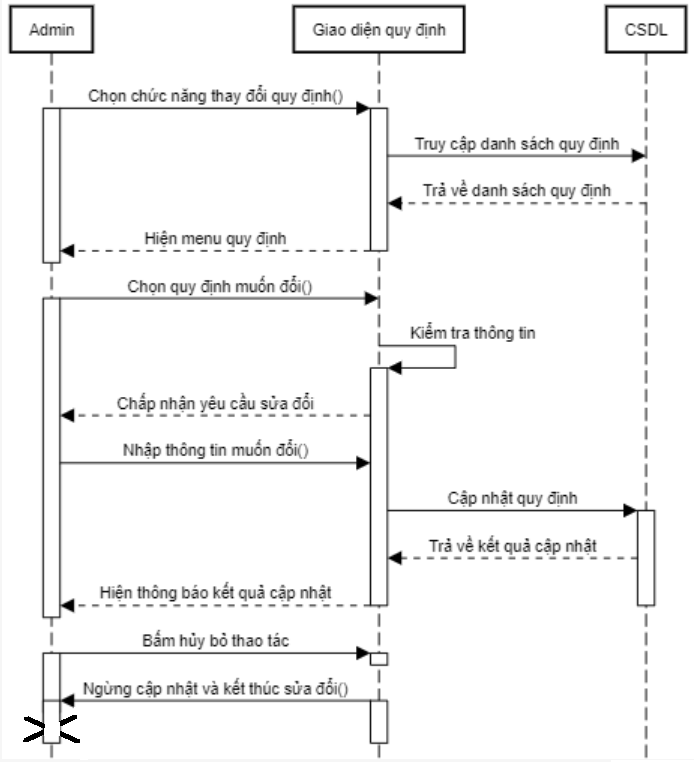 Admin
Giao diện quy định
CSDL
Chọn chức năng thay đổi quy định()
Truy cập danh sách quy định
Trả về danh sách quy định
Hiện menu quy định
Chọn quy định muốn đổi()
Kiểm tra thông tin
Chấp nhận yêu cầu sửa đổi
Nhập thông tin muốn đổi()
Cập nhật quy định
Trả về kết quả cập nhật
Hiện thông báo kết quả cập nhật
Bấm hủy bỏ thao tác
Ngừng cập nhật và kết thúc sửa đổi()